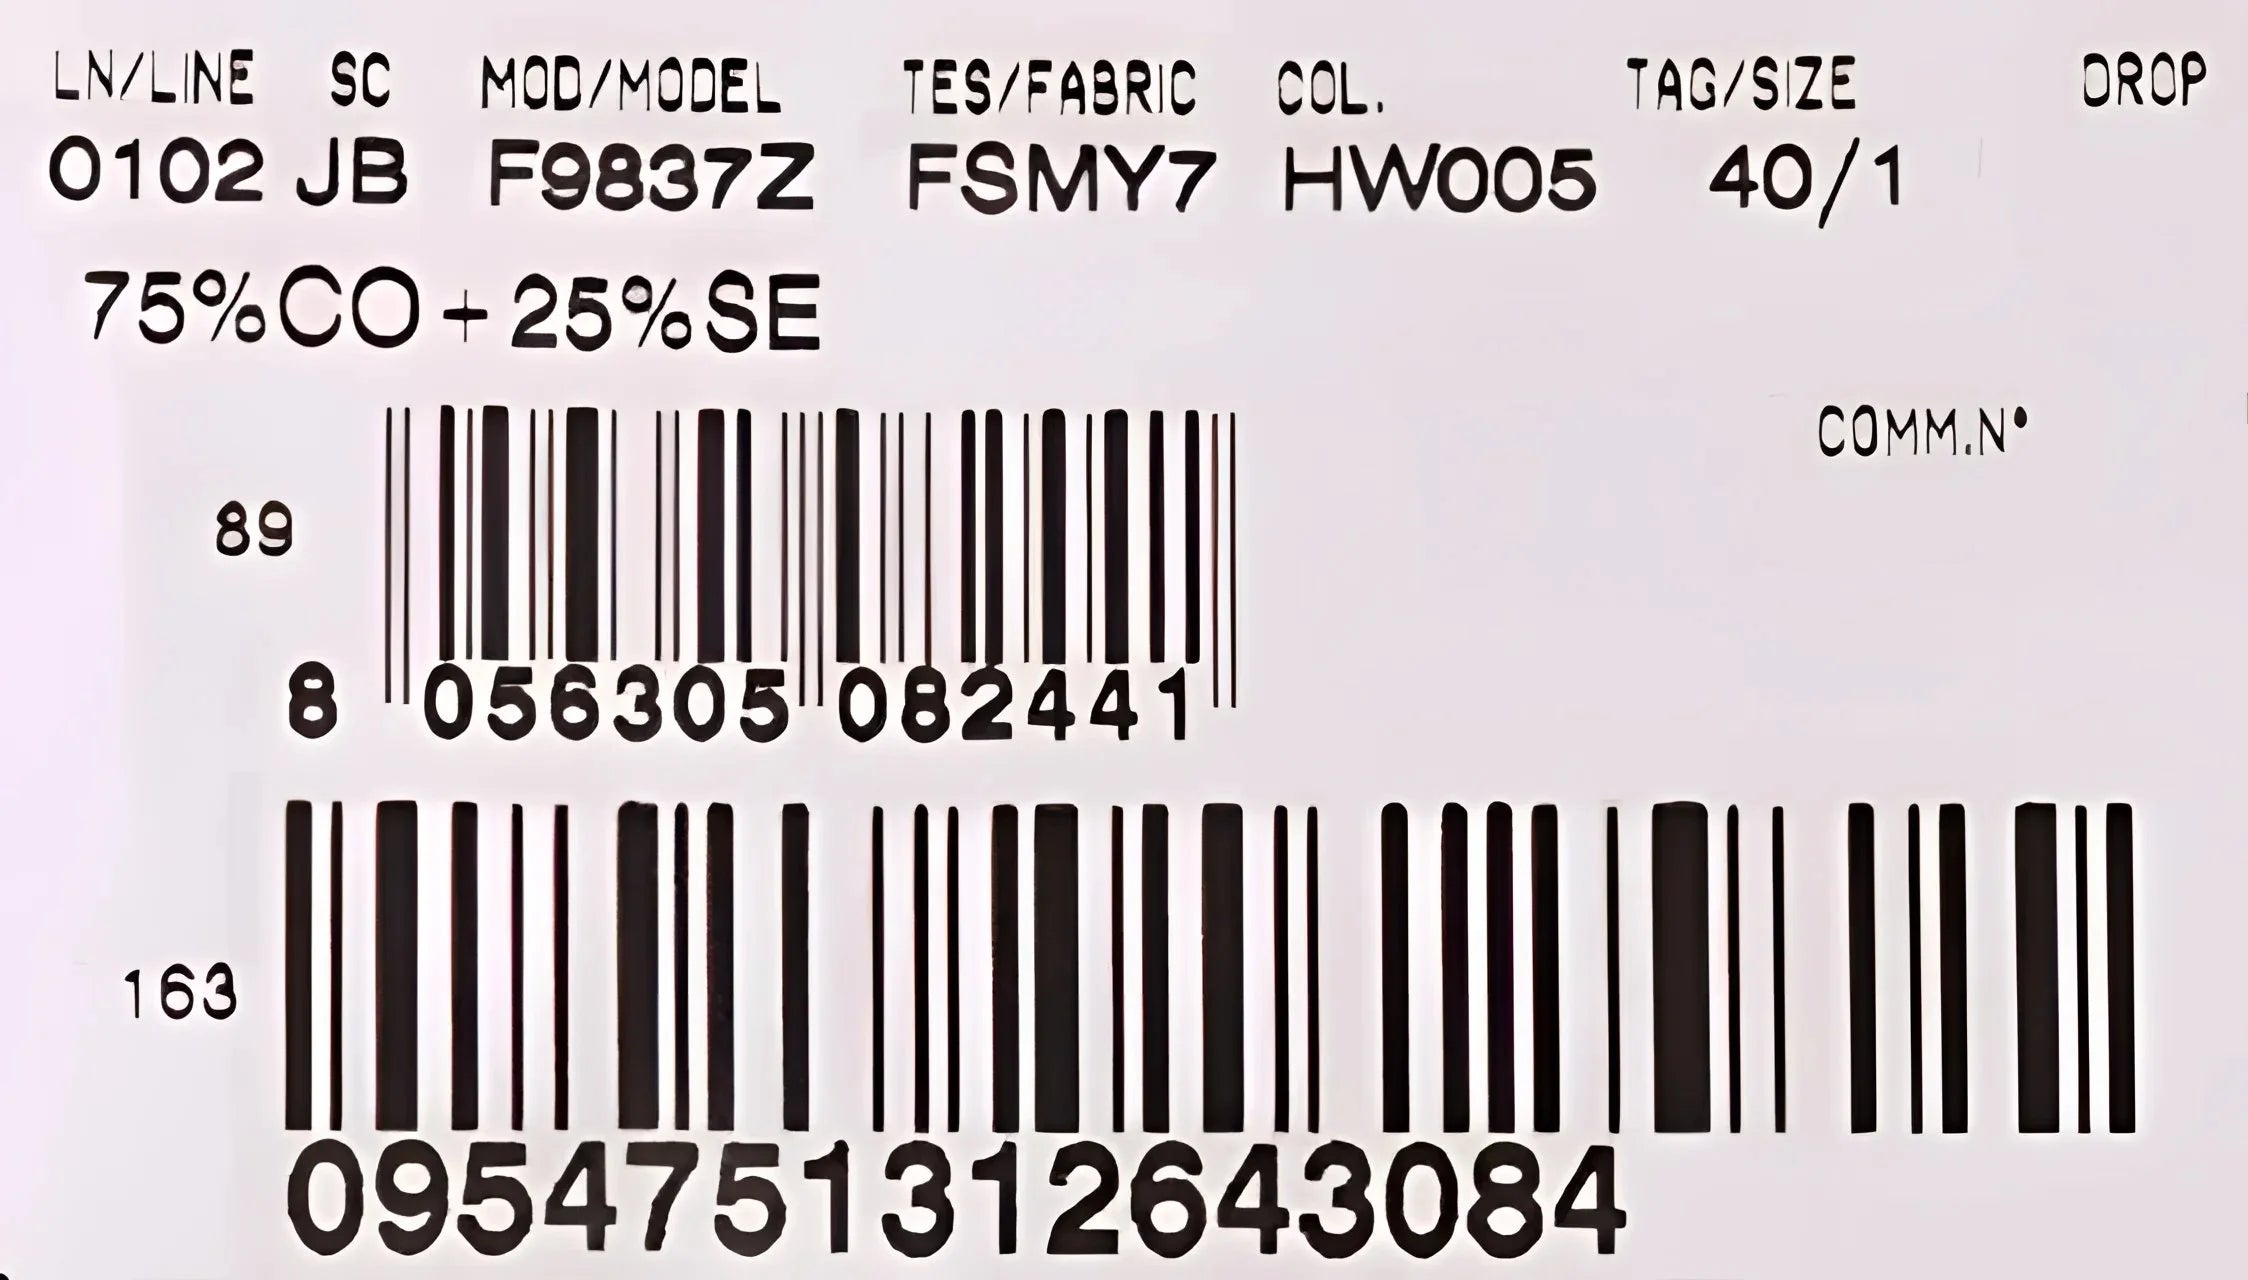 LN/LINE SC MOD/MODEL TES/FABRIC COL. TAG/SIZE DROP
0102 JB F9837Z FSMY7 HW005 40/1
75%CO+25%SE
COMM.N°
89
8 056305 082441
163
0954751312643084